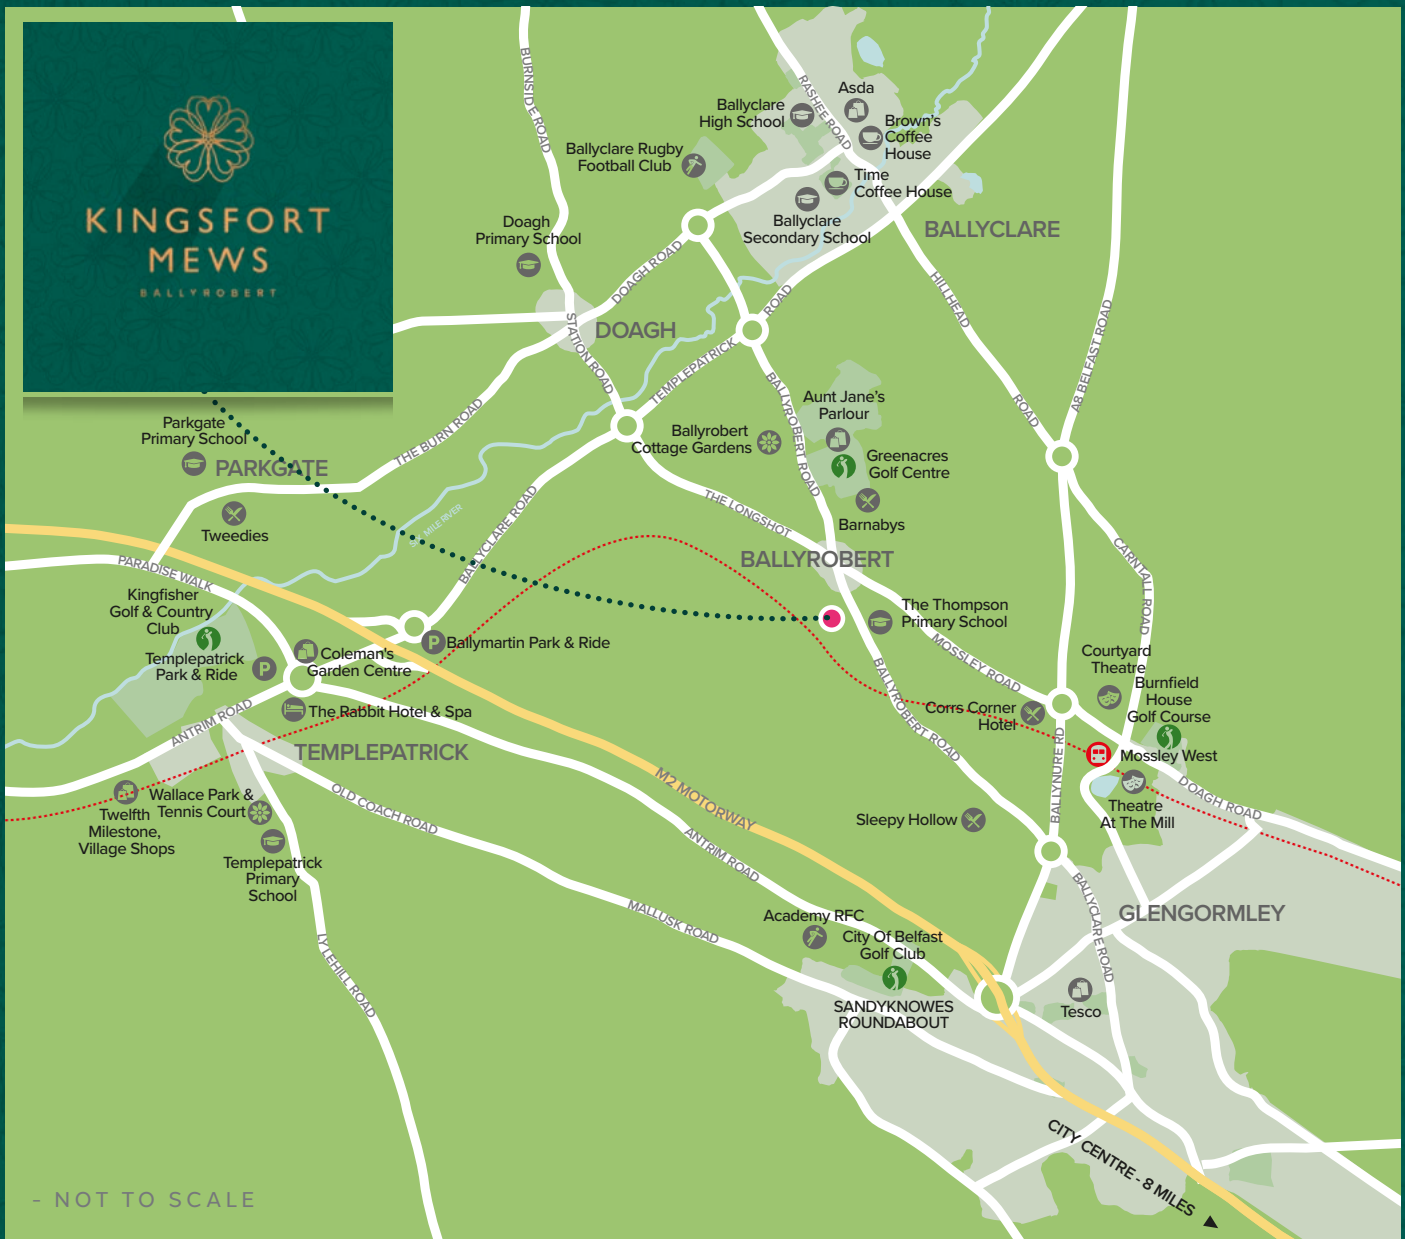 KINGSFORT
MEWS
BALLYROBERT
BURNSIDE ROAD
RASHEE ROAD
Asda
Ballyclare
High School
Brown's
Coffee
House
Ballyclare Rugby
Football Club
Time
Coffee House
Ballyclare
Secondary School
BALLYCLARE
Doagh
Primary School
DOAGH ROAD
DOAGH
STATION ROAD
TEMPLEPATRICK
ROAD
HILLHEAD
ROAD
A8 BELFAST ROAD
BALLYROBERT ROAD
Aunt Jane's
Parlour
Ballyrobert
Cottage Gardens
Greenacres
Golf Centre
Barnabys
Parkgate
Primary School
PARKGATE
THE BURN ROAD
Tweedies
SIX MILE RIVER
BALLYCLARE ROAD
THE LONGSHOT
BALLYROBERT
CARNTALL ROAD
PARADISE WALK
Kingfisher
Golf & Country
Club
The Thompson
Primary School
MOSSLEY ROAD
Ballymartin Park & Ride
Coleman's
Garden Centre
Templepatrick
Park & Ride
The Rabbit Hotel & Spa
ANTRIM ROAD
TEMPLEPATRICK
BALLYROBERT ROAD
Corrs Corner
Hotel
Courtyard
Theatre
Burnfield
House
Golf Course
Mossley West
BALLYNURE RD
DOAGH ROAD
Theatre
At The Mill
M2 MOTORWAY
Wallace Park &
Tennis Court
Twelfth
Milestone,
Village Shops
OLD COACH ROAD
Templepatrick
Primary
School
ANTRIM ROAD
Sleepy Hollow
BALLYCLARE ROAD
GLENGORMLEY
MALLUSK ROAD
Academy RFC
City Of Belfast
Golf Club
LYLEHILL ROAD
SANDYKNOWES
ROUNDABOUT
Tesco
CITY CENTRE - 8 MILES
- NOT TO SCALE